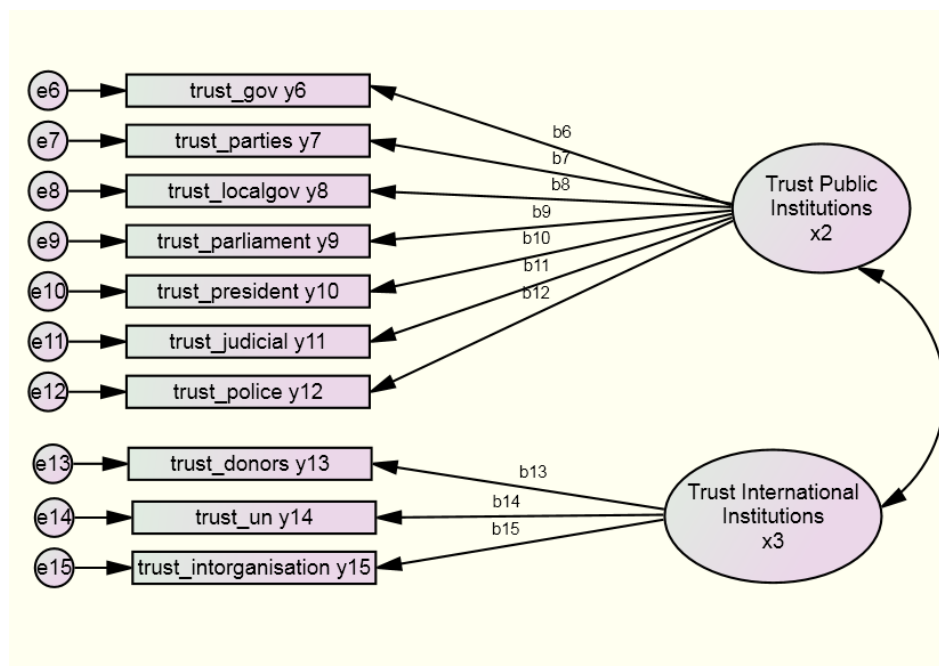 e6
trust_gov y6
e7
trust_parties y7
e8
trust_localgov y8
e9
trust_parliament y9
e10
trust_president y10
e11
trust_judicial y11
e12
trust_police y12
b6
b7
b8
b9
b10
b11
b12
Trust Public
Institutions
x2
e13
trust_donors y13
e14
trust_un y14
e15
trust_intorganisation y15
b13
b14
b15
Trust International
Institutions
x3